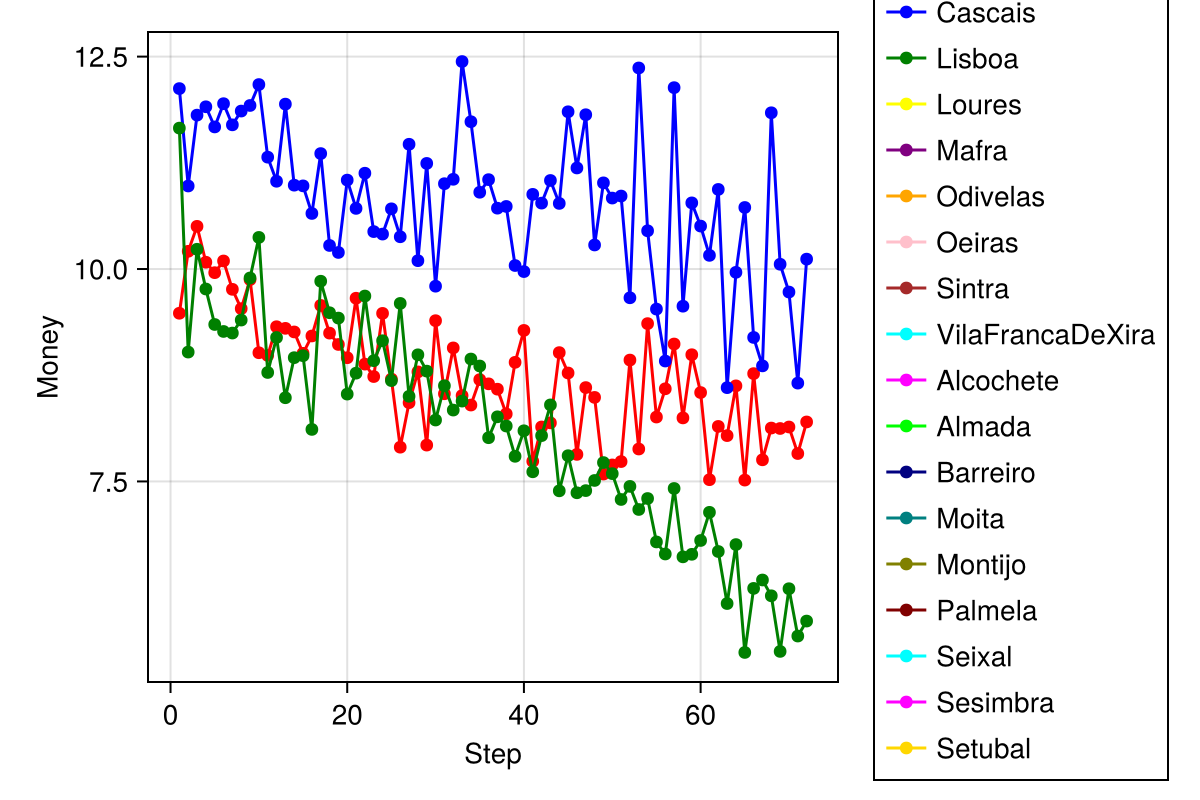 12.5
10.0
7.5
Money
0
20
40
60
Step
Cascais
Lisboa
Loures
Mafra
Odivelas
Oeiras
Sintra
VilaFrancaDeXira
Alcochete
Almada
Barreiro
Moita
Montijo
Palmela
Seixal
Sesimbra
Setubal